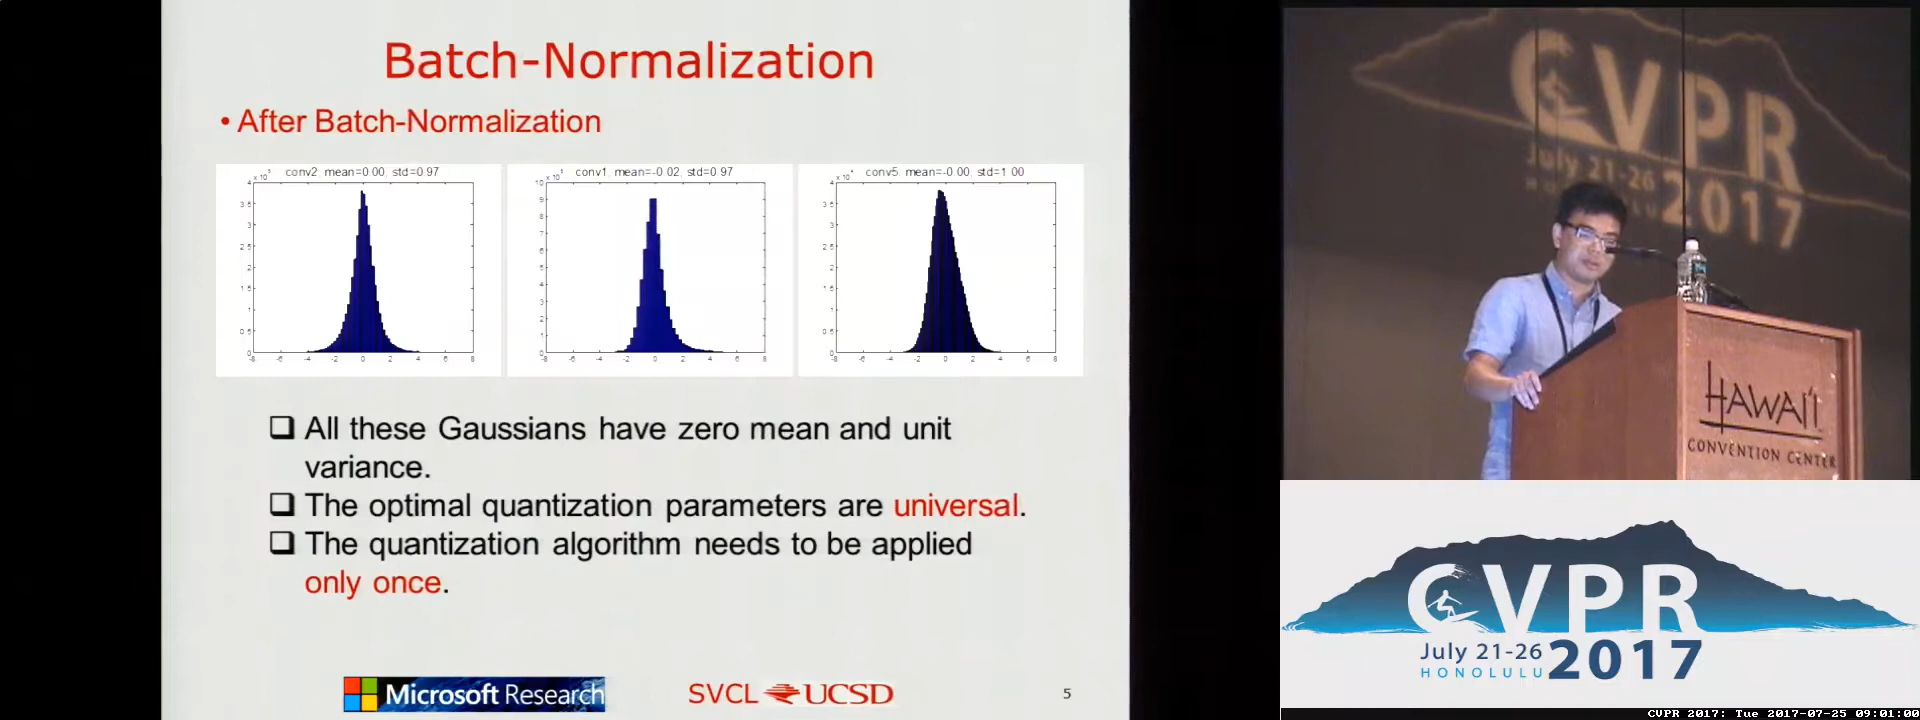 Batch-Normalization
• After Batch-Normalization
conv2, mean=0.00, std=0.97
conv1, mean=-0.02, std=0.97
conv5, mean=-0.00, std=1.00
❑ All these Gaussians have zero mean and unit
variance.
❑ The optimal quantization parameters are universal.
❑ The quantization algorithm needs to be applied
only once.
Microsoft Research
SVCL UCSD
5
CVPR
July 21-26
2017
HAWAI'I
CONVENTION CENTER
CVPR
July 21-26
HONOLULU
2017
CVPR 2017: Tue 2017-07-25 09:01:00